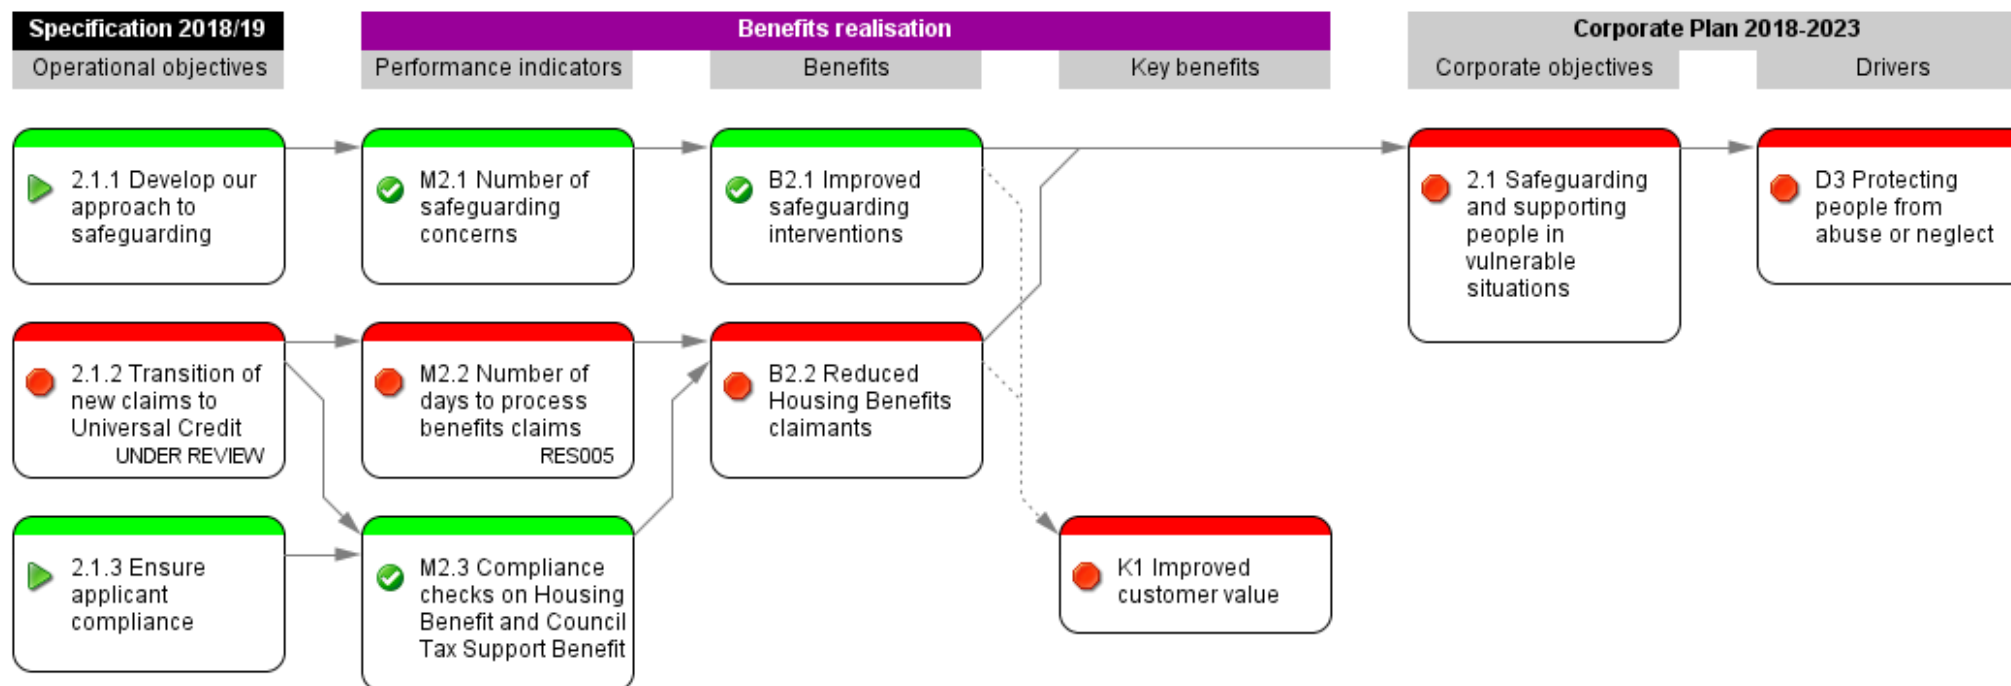 Specification 2018/19
Benefits realisation
Corporate Plan 2018-2023
Operational objectives
Performance indicators
Benefits
Key benefits
Corporate objectives
Drivers
2.1.1 Develop our
approach to
safeguarding
M2.1 Number of
safeguarding
concerns
B2.1 Improved
safeguarding
interventions
2.1 Safeguarding
and supporting
people in
vulnerable
situations
D3 Protecting
people from
abuse or neglect
2.1.2 Transition of
new claims to
Universal Credit
UNDER REVIEW
M2.2 Number of
days to process
benefits claims
RES005
B2.2 Reduced
Housing Benefits
claimants
2.1.3 Ensure
applicant
compliance
M2.3 Compliance
checks on Housing
Benefit and Council
Tax Support Benefit
K1 Improved
customer value